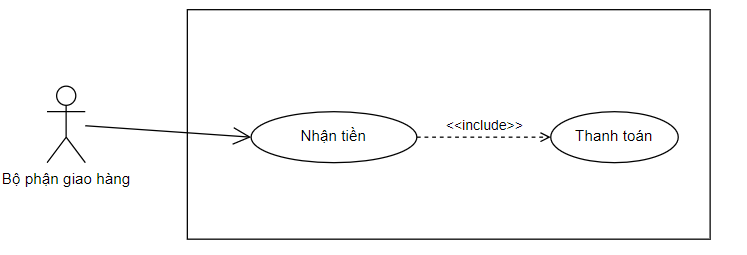 <<include>>
Nhận tiền
Thanh toán
Bộ phận giao hàng